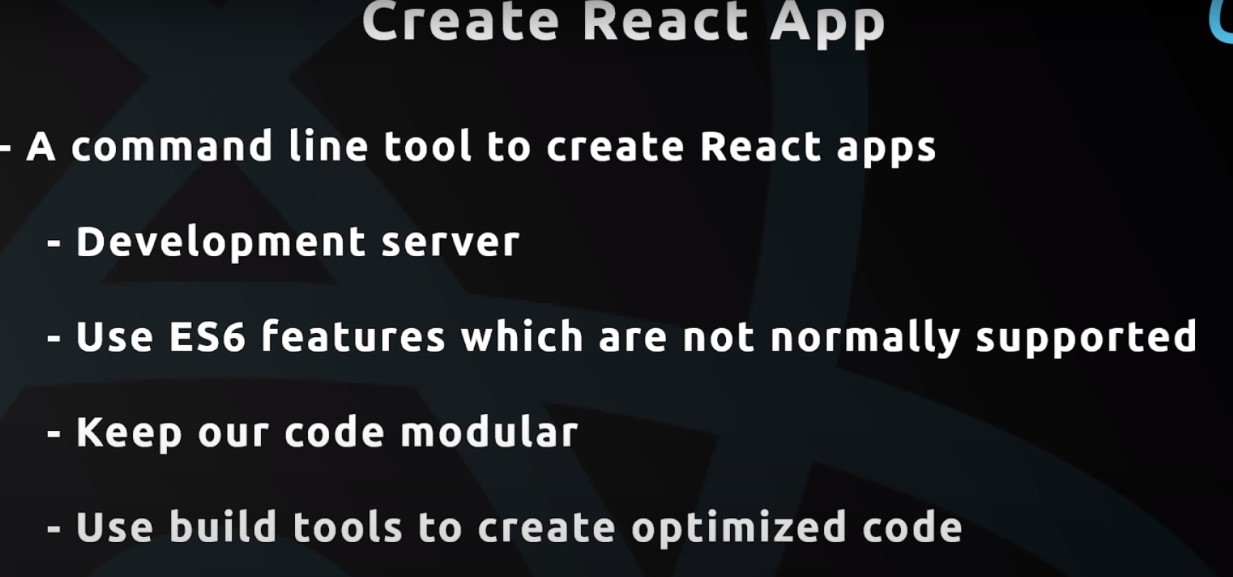 Create React App
- A command line tool to create React apps
- Development server
- Use ES6 features which are not normally supported
- Keep our code modular
- Use build tools to create optimized code